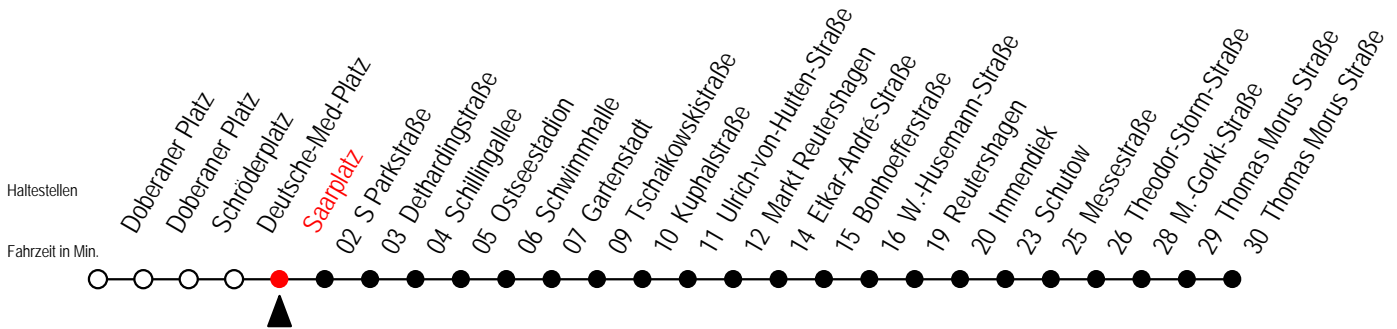 Haltestellen
Fahrzeit in Min.
Doberaner Platz
Doberaner Platz
Schröderplatz
Deutsche-Med-Platz
Saarplatz
02 S Parkstraße
03 Dethardingstraße
04 Schillingallee
05 Ostseestadion
06 Schwimmhalle
07 Gartenstadt
09 Tschaikowskistraße
10 Kuphalstraße
11 Ulrich-von-Hutten-Straße
12 Markt Reutershagen
14 Etkar-André-Straße
15 Bonhoefferstraße
16 W.-Husemann-Straße
19 Reutershagen
20 Immendiek
23 Schutow
25 Messestraße
26 Theodor-Storm-Straße
28 M.-Gorki-Straße
29 Thomas Morus Straße
30 Thomas Morus Straße